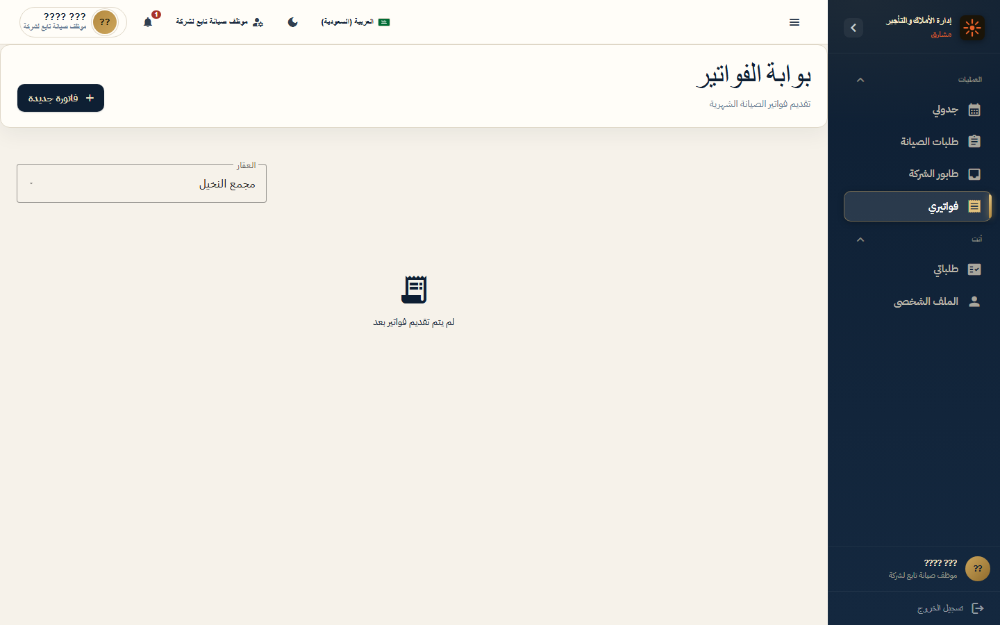 إدارة الأملاك والتأجير
مشارق
العمليات
جدولي
طلبات الصيانة
طابور الشركة
فواتيري
أنت
طلباتي
الملف الشخصي
??
??? ????
موظف صيانة تابع لشركة
تسجيل الخروج
العربية (السعودية)
موظف صيانة تابع لشركة
1
??
??? ????
موظف صيانة تابع لشركة
بوابة الفواتير
تقديم فواتير الصيانة الشهرية
فاتورة جديدة
العقار
مجمع النخيل
لم يتم تقديم فواتير بعد